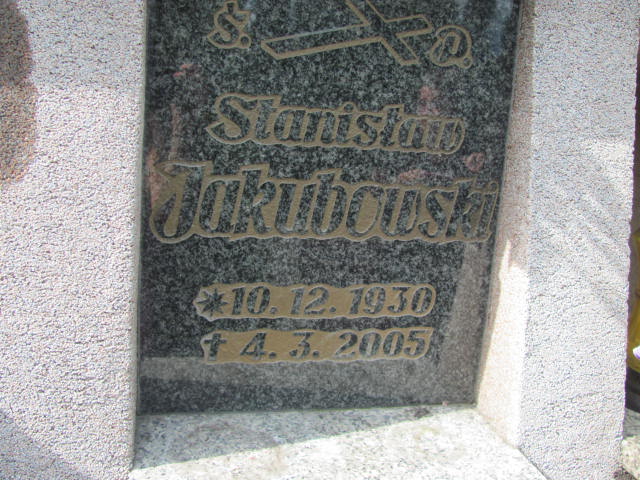 Ś. P.
Stanisław
Jakubowski
* 10. 12. 1930
† 4. 3. 2005